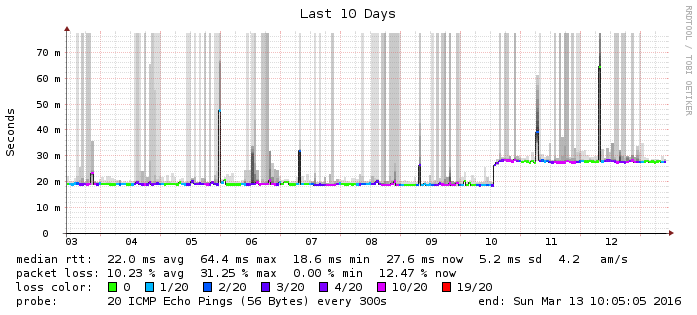 Last 10 Days
RRDTOOL / TOBI OETIKER
Seconds
70 m
60 m
50 m
40 m
30 m
20 m
10 m
0
03 04 05 06 07 08 09 10 11 12
median rtt: 22.0 ms avg 64.4 ms max 18.6 ms min 27.6 ms now 5.2 ms sd 4.2 am/s
packet loss: 10.23 % avg 31.25 % max 0.00 % min 12.47 % now
loss color: 0 1/20 2/20 3/20 4/20 10/20 19/20
probe: 20 ICMP Echo Pings (56 Bytes) every 300s end: Sun Mar 13 10:05:05 2016